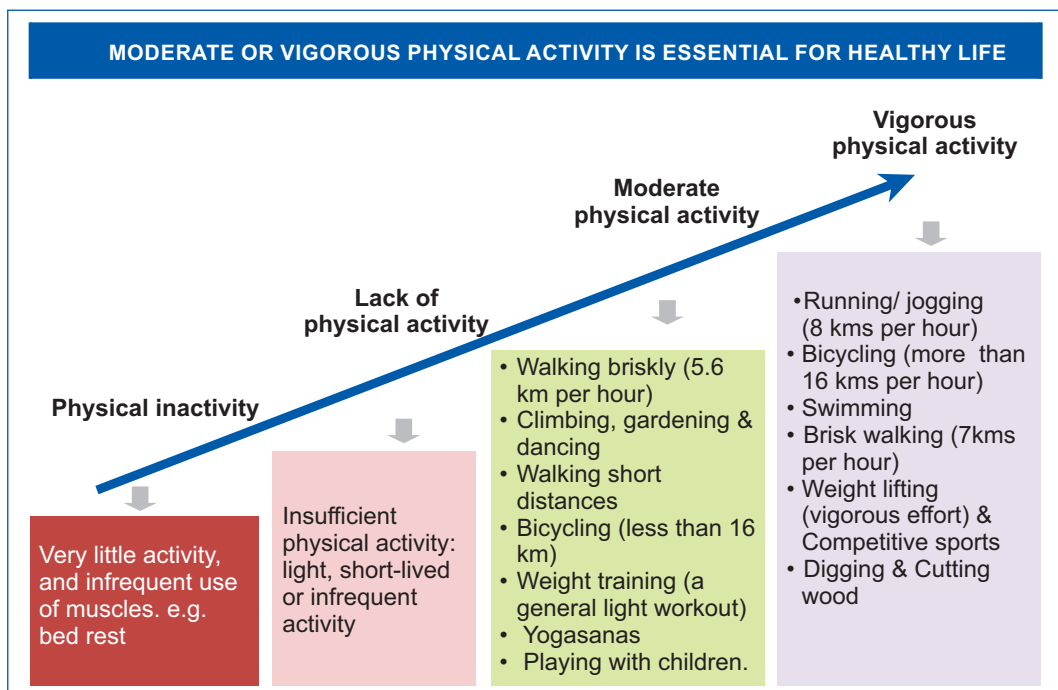 MODERATE OR VIGOROUS PHYSICAL ACTIVITY IS ESSENTIAL FOR HEALTHY LIFE
Physical inactivity
Very little activity,
and infrequent use
of muscles. e.g.
bed rest
Lack of
physical activity
Insufficient
physical activity:
light, short-lived
or infrequent
activity
Moderate
physical activity
• Walking briskly (5.6
km per hour)
• Climbing, gardening &
dancing
• Walking short
distances
• Bicycling (less than 16
km)
• Weight training (a
general light workout)
• Yogasanas
• Playing with children.
Vigorous
physical activity
•Running/ jogging
(8 kms per hour)
• Bicycling (more than
16 kms per hour)
• Swimming
• Brisk walking (7kms
per hour)
• Weight lifting
(vigorous effort) &
Competitive sports
• Digging & Cutting
wood